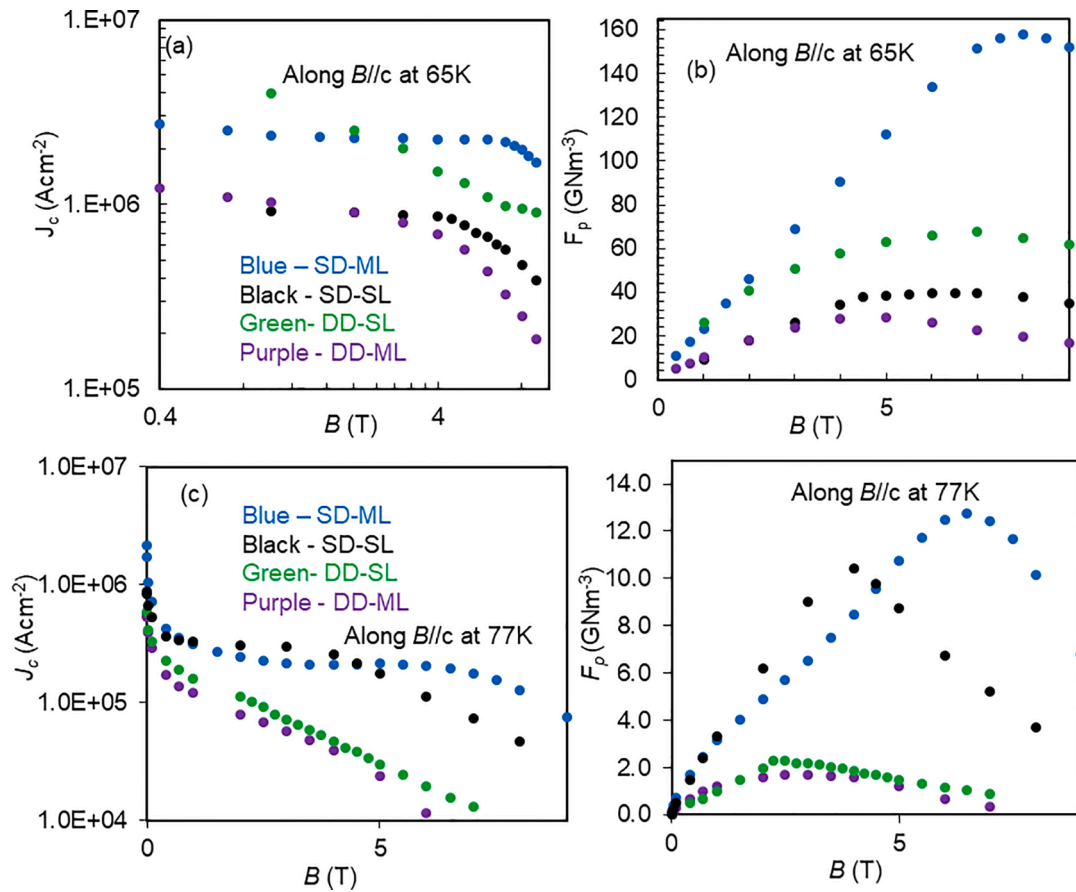 1.E+07
(a)
Along B//c at 65K
J_c (Acm⁻²)
1.E+06
Blue – SD-ML
Black - SD-SL
Green- DD-SL
Purple - DD-ML
1.E+05
0.4
4
B (T)
160
(b)
Along B//c at 65K
140
120
100
F_p (GNm⁻³)
80
60
40
20
0
0
5
B (T)
1.0E+07
(c)
Blue – SD-ML
Black - SD-SL
Green- DD-SL
Purple - DD-ML
1.0E+06
J_c (Acm⁻²)
Along B//c at 77K
1.0E+05
1.0E+04
0
5
B (T)
14.0
Along B//c at 77K
12.0
10.0
F_p (GNm⁻³)
8.0
6.0
4.0
2.0
0.0
0
5
B (T)